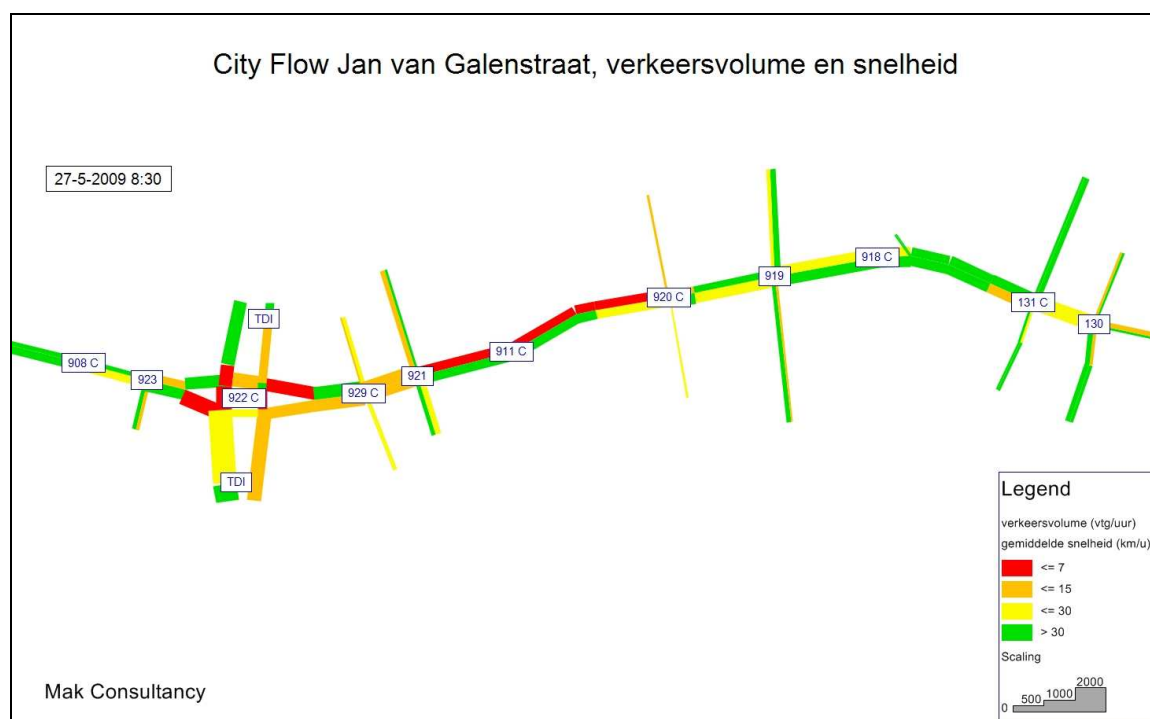 City Flow Jan van Galenstraat, verkeersvolume en snelheid
27-5-2009 8:30
TDI
908 C
923
922 C
TDI
929 C
921
911 C
920 C
919
918 C
131 C
130
Legend
verkeersvolume (vtg/uur)
gemiddelde snelheid (km/u)
<= 7
<= 15
<= 30
> 30
Scaling
0 500 1000 2000
Mak Consultancy